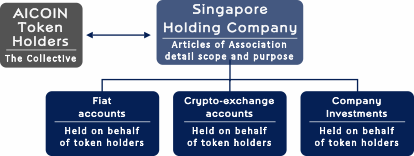 AICOIN
Token
Holders
The Collective
Singapore
Holding Company
Articles of Association
detail scope and purpose
Fiat
accounts
Held on behalf
of token holders
Crypto-exchange
accounts
Held on behalf
of token holders
Company
Investments
Held on behalf
of token holders